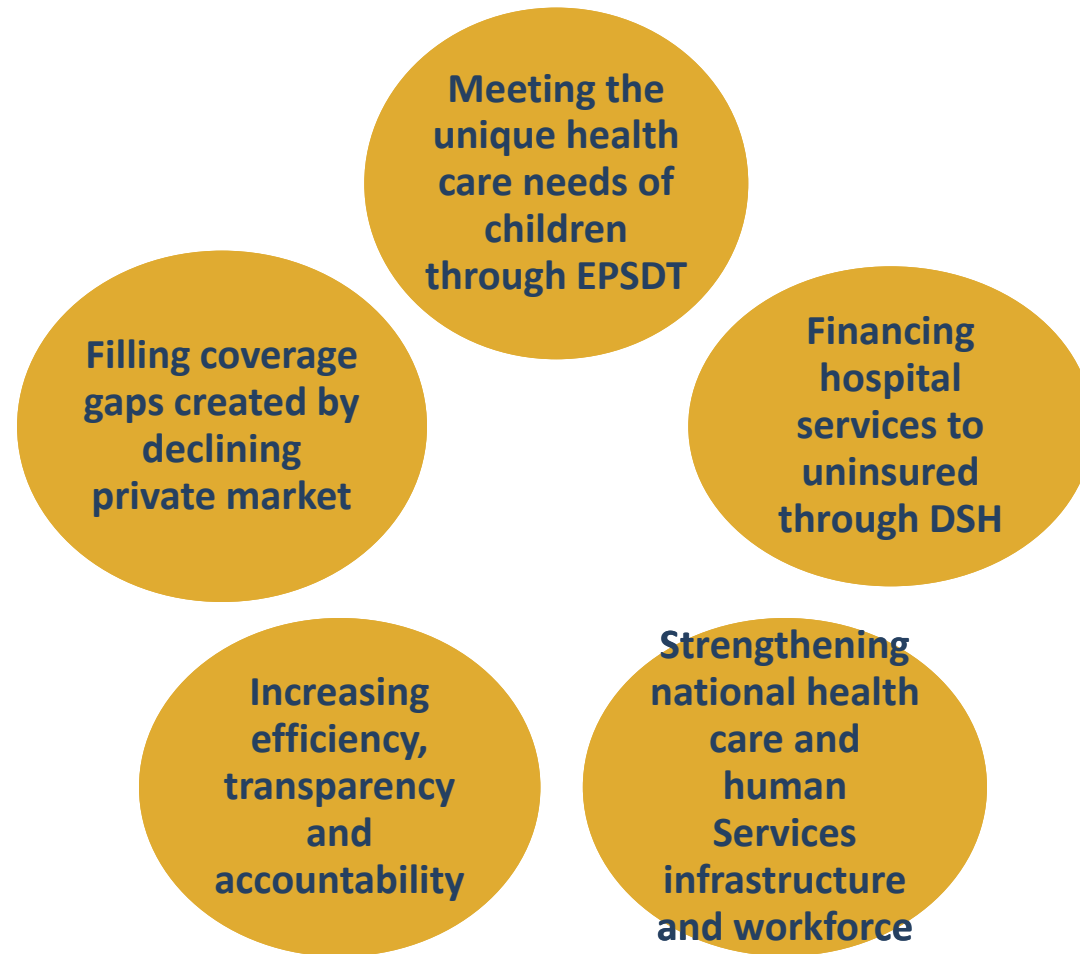 Meeting the
unique health
care needs of
children
through EPSDT
Filling coverage
gaps created by
declining
private market
Financing
hospital
services to
uninsured
through DSH
Increasing
efficiency,
transparency
and
accountability
Strengthening
national health
care and
human
Services
infrastructure
and workforce